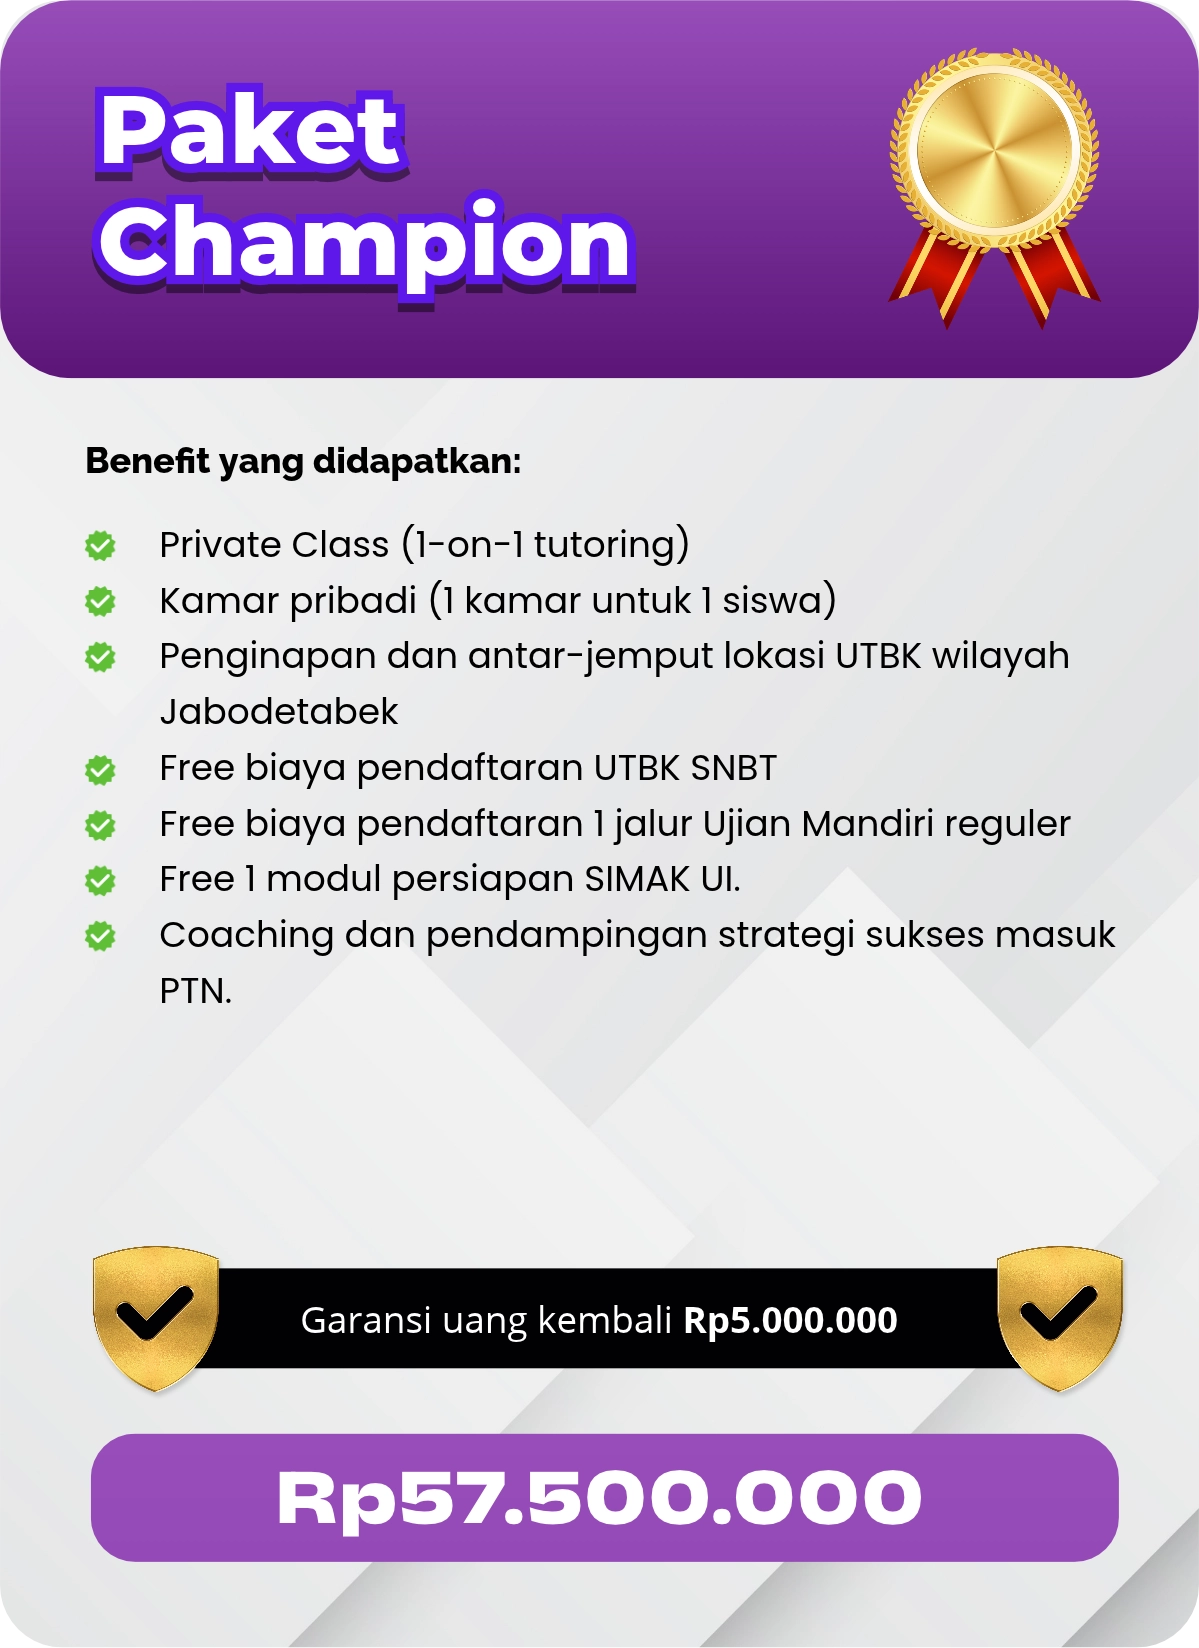 Paket
Champion
Benefit yang didapatkan:
Private Class (1-on-1 tutoring)
Kamar pribadi (1 kamar untuk 1 siswa)
Penginapan dan antar-jemput lokasi UTBK wilayah
Jabodetabek
Free biaya pendaftaran UTBK SNBT
Free biaya pendaftaran 1 jalur Ujian Mandiri reguler
Free 1 modul persiapan SIMAK UI.
Coaching dan pendampingan strategi sukses masuk
PTN.
Garansi uang kembali Rp5.000.000
Rp57.500.000